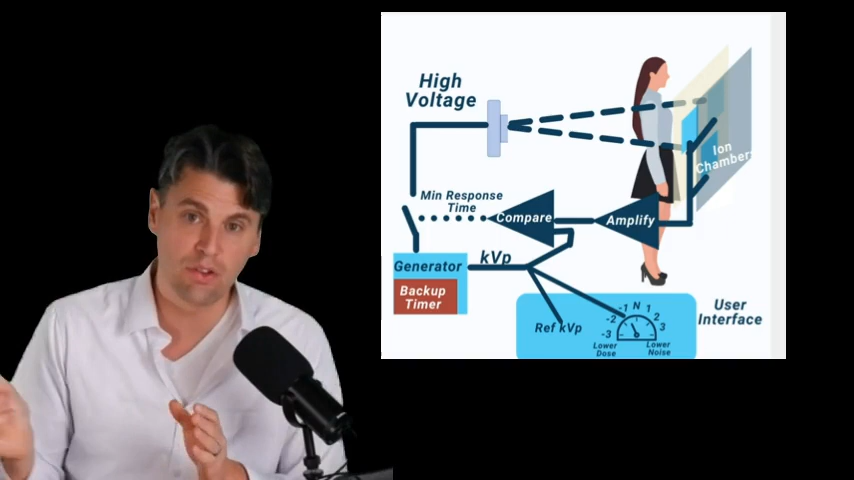 High
Voltage
Ion
Chamber
Min Response
Time
Compare
Amplify
kVp
Generator
Backup
Timer
User
Interface
Ref kVp
-3 -2 -1 N 1 2 3
Lower
Dose
Lower
Noise